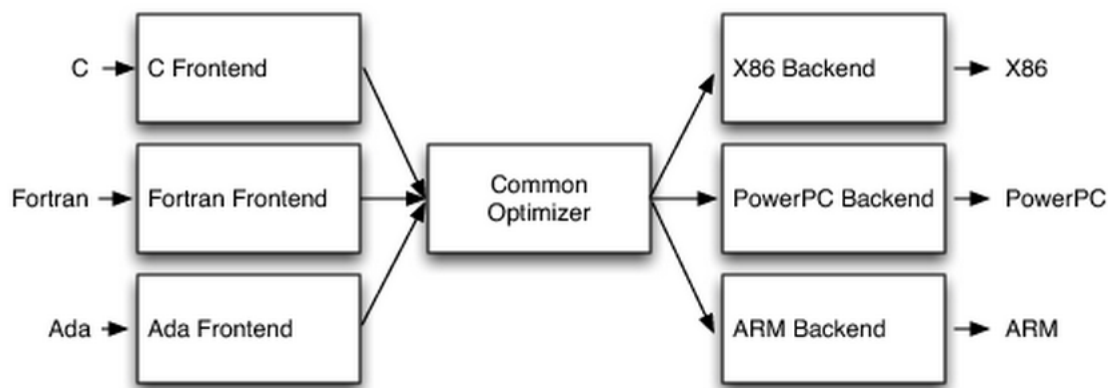 C
C Frontend
X86 Backend
X86
Fortran
Fortran Frontend
Common
Optimizer
PowerPC Backend
PowerPC
Ada
Ada Frontend
ARM Backend
ARM